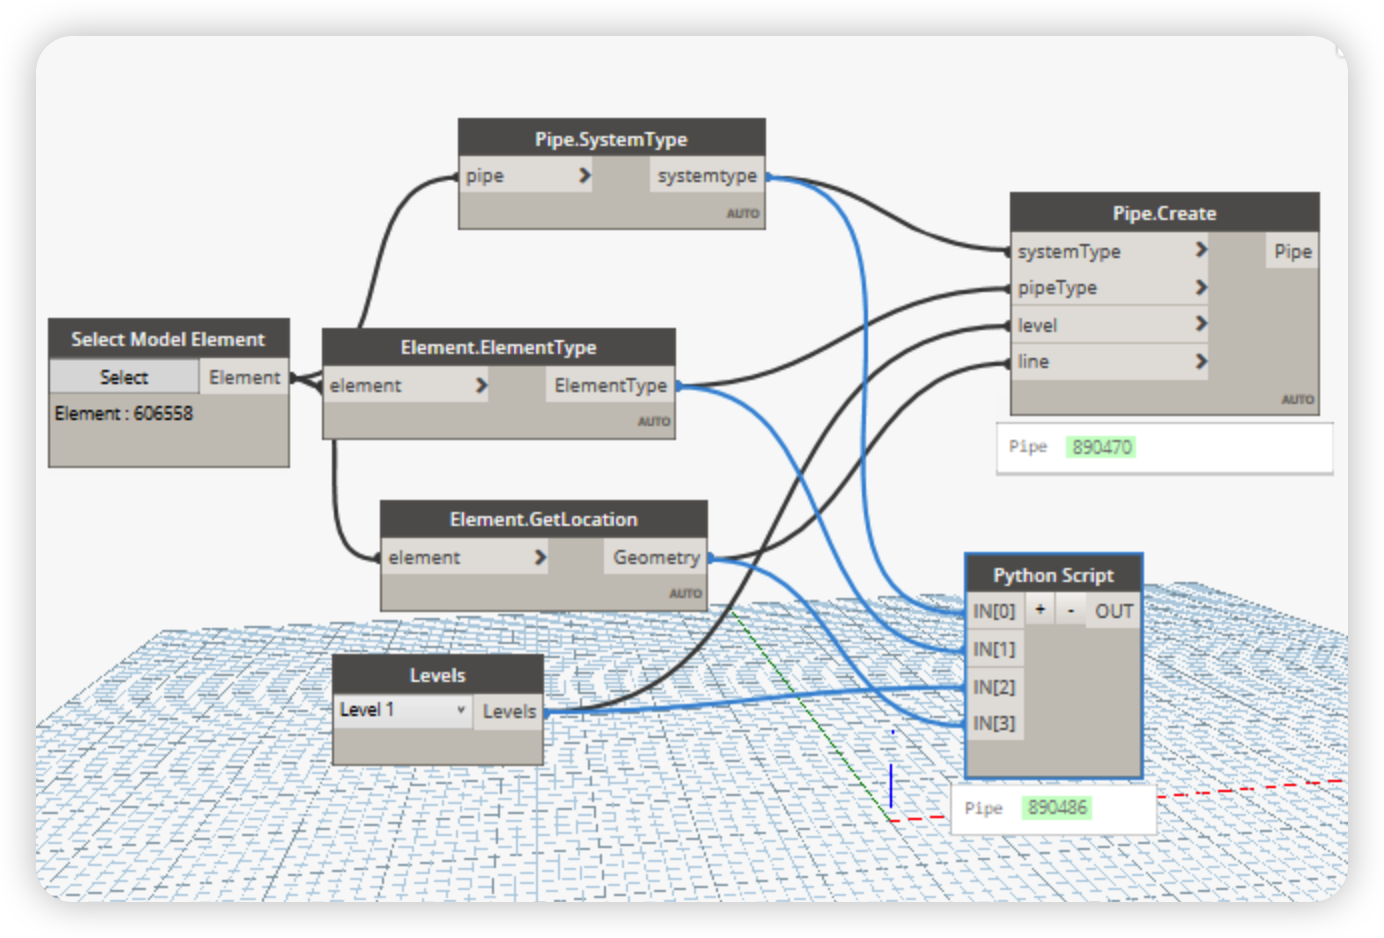 Pipe.SystemType
pipe systemtype
AUTO
Pipe.Create
systemType Pipe
pipeType
level
line
AUTO
Pipe 890470
Select Model Element
Select Element
Element : 606558
Element.ElementType
element ElementType
AUTO
Element.GetLocation
element Geometry
AUTO
Levels
Level 1 Levels
Python Script
IN[0] + - OUT
IN[1]
IN[2]
IN[3]
Pipe 890486